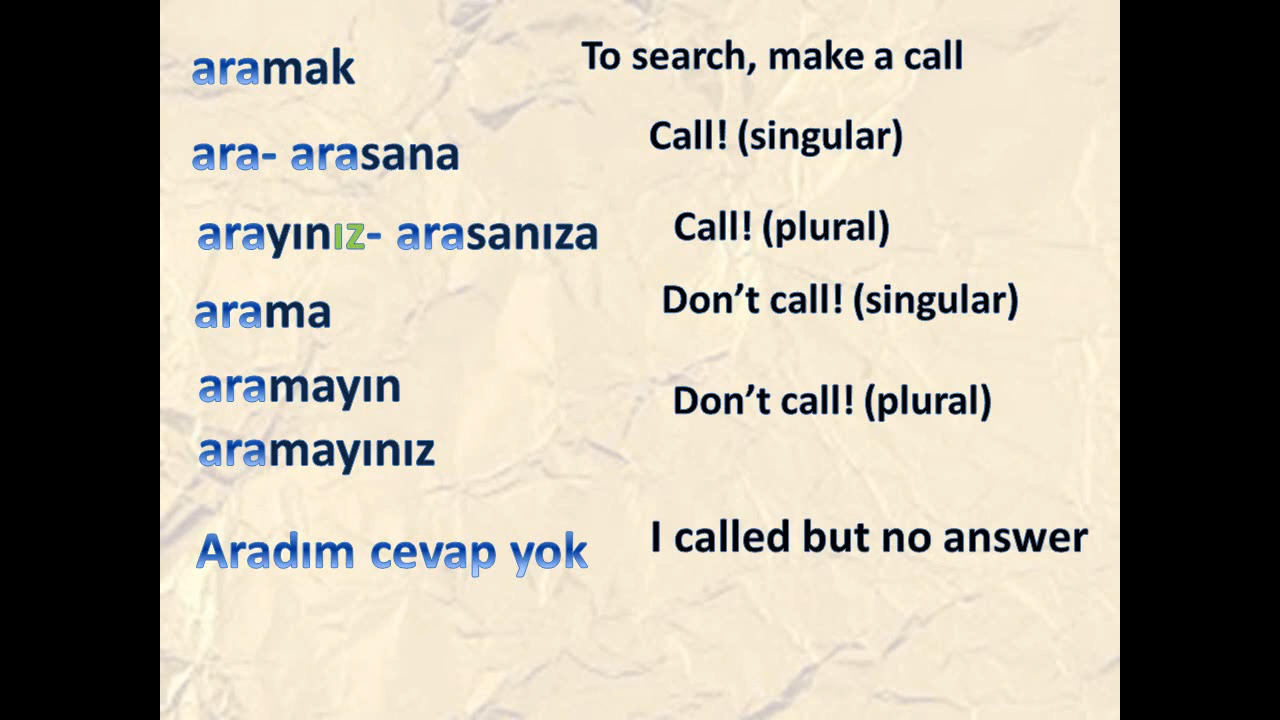 aramak To search, make a call
ara- arasana Call! (singular)
arayınız- arasanıza Call! (plural)
arama Don’t call! (singular)
aramayın Don’t call! (plural)
aramayınız
Aradım cevap yok I called but no answer